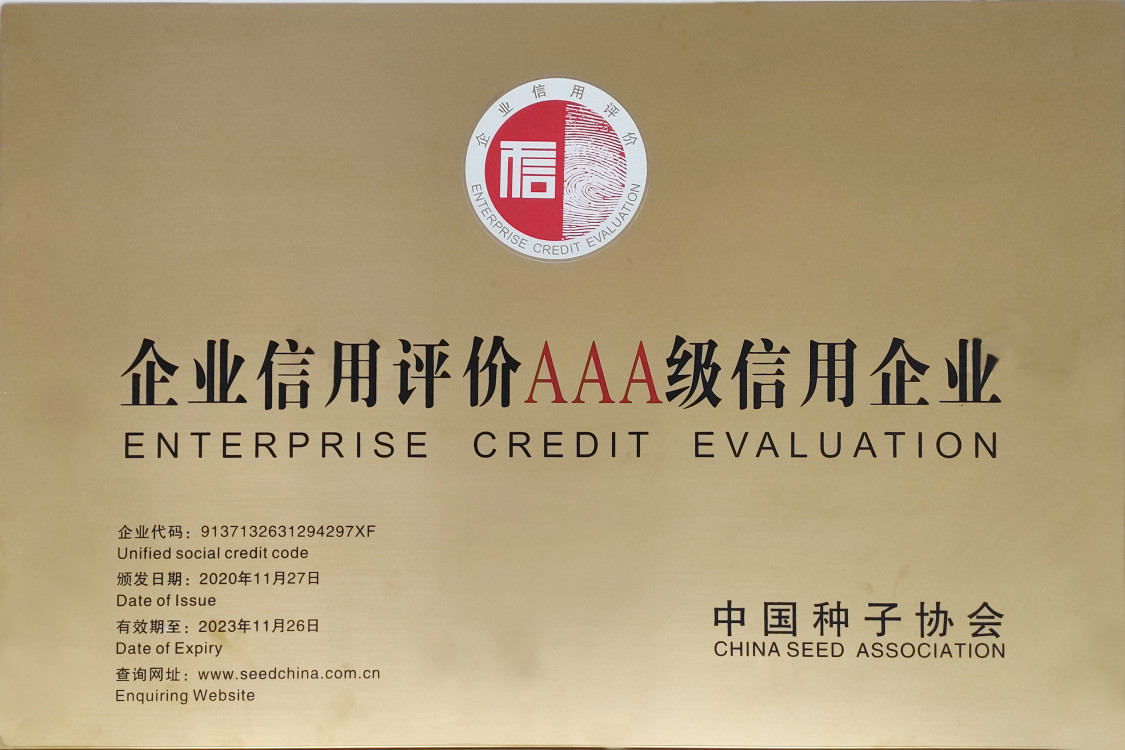 企业信用评价
信
ENTERPRISE CREDIT EVALUATION
企业信用评价AAA级信用企业
ENTERPRISE CREDIT EVALUATION
企业代码：9137132631294297XF
Unified social credit code
颁发日期：2020年11月27日
Date of Issue
有效期至：2023年11月26日
Date of Expiry
查询网址：www.seedchina.com.cn
Enquiring Website
中国种子协会
CHINA SEED ASSOCIATION